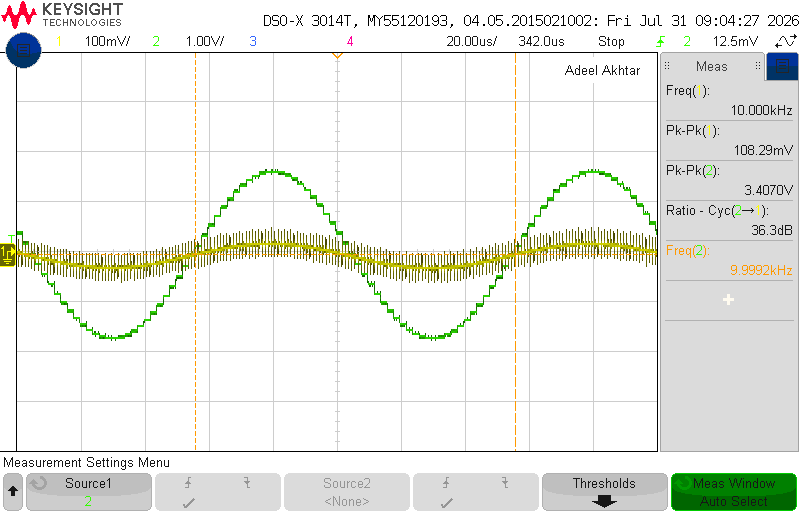 KEYSIGHT
TECHNOLOGIES
DSO-X 3014T, MY55120193, 04.05.2015021002: Fri Jul 31 09:04:27 2026
1 100mV/ 2 1.00V/ 3 4 20.00us/ 342.0us Stop 2 12.5mV
Adeel Akhtar
Meas
Freq(1):
10.000kHz
Pk-Pk(1):
108.29mV
Pk-Pk(2):
3.4070V
Ratio - Cyc(2→1):
36.3dB
Freq(2):
9.9992kHz
T
1
Measurement Settings Menu
Source1
2
Source2
<None>
Thresholds
Meas Window
Auto Select